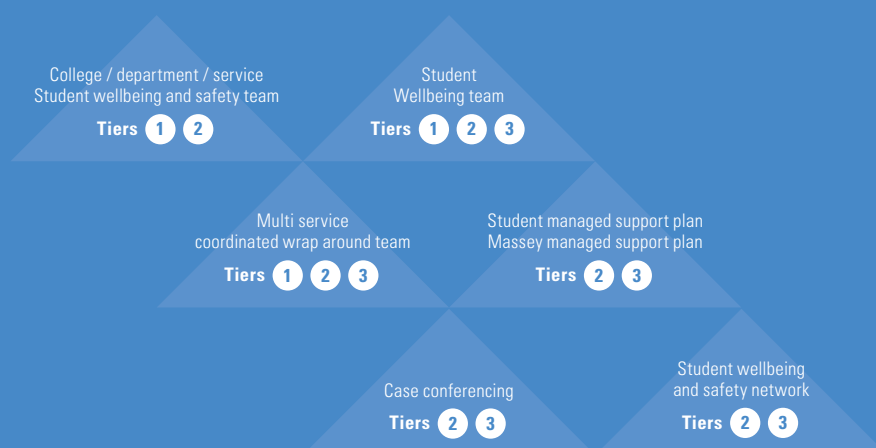 College / department / service
Student wellbeing and safety team
Tiers 1 2
Student
Wellbeing team
Tiers 1 2 3
Multi service
coordinated wrap around team
Tiers 1 2 3
Student managed support plan
Massey managed support plan
Tiers 2 3
Case conferencing
Tiers 2 3
Student wellbeing
and safety network
Tiers 2 3